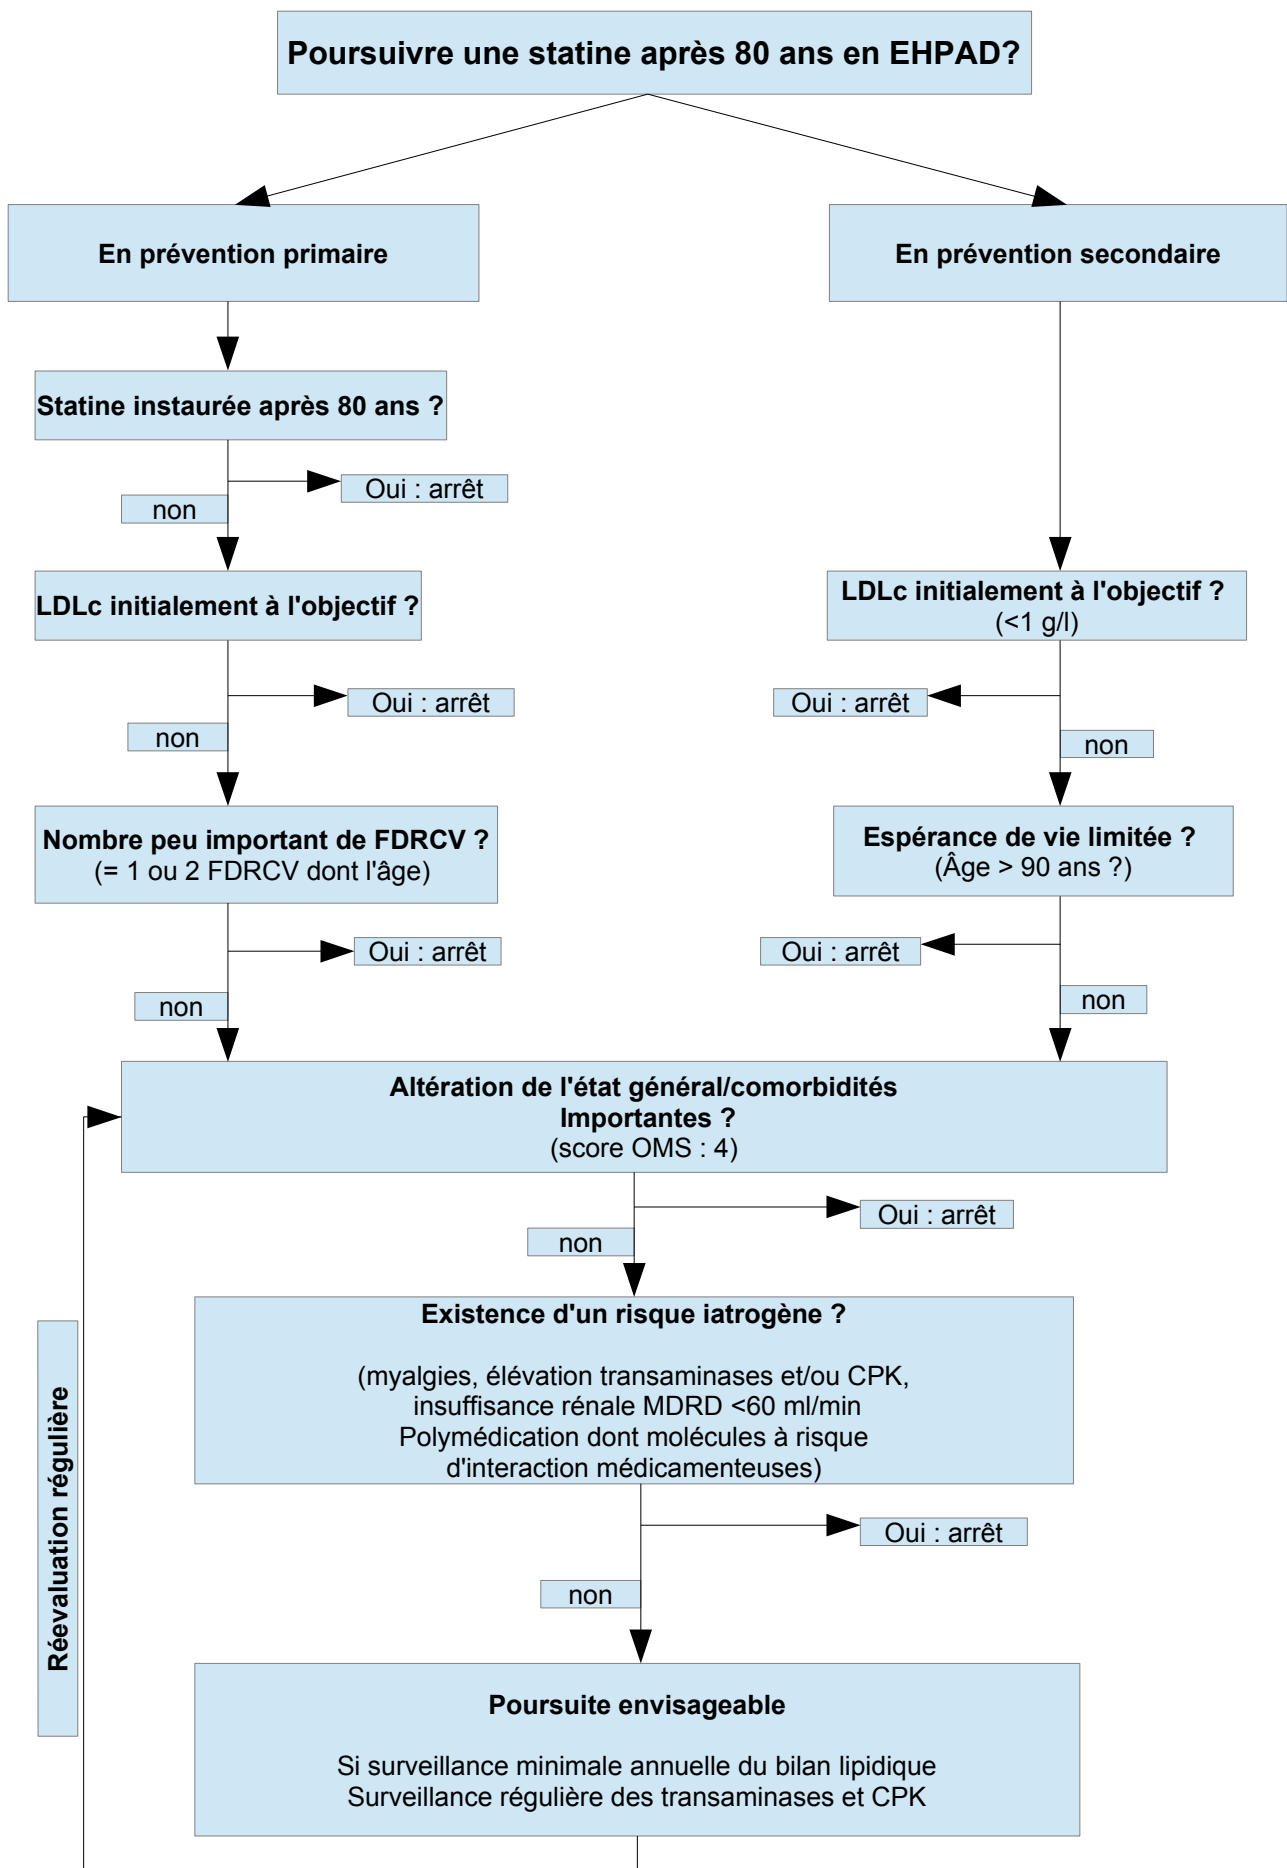 Poursuivre une statine après 80 ans en EHPAD?
En prévention primaire
En prévention secondaire
Statine instaurée après 80 ans ?
Oui : arrêt
non
LDLc initialement à l'objectif ?
LDLc initialement à l'objectif ?
(<1 g/l)
Oui : arrêt
Oui : arrêt
non
non
Nombre peu important de FDRCV ?
(= 1 ou 2 FDRCV dont l'âge)
Espérance de vie limitée ?
(Âge > 90 ans ?)
Oui : arrêt
Oui : arrêt
non
non
Altération de l'état général/comorbidités
Importantes ?
(score OMS : 4)
Oui : arrêt
non
Existence d'un risque iatrogène ?
(myalgies, élévation transaminases et/ou CPK,
insuffisance rénale MDRD <60 ml/min
Polymédication dont molécules à risque
d'interaction médicamenteuses)
Oui : arrêt
non
Réevaluation régulière
Poursuite envisageable
Si surveillance minimale annuelle du bilan lipidique
Surveillance régulière des transaminases et CPK